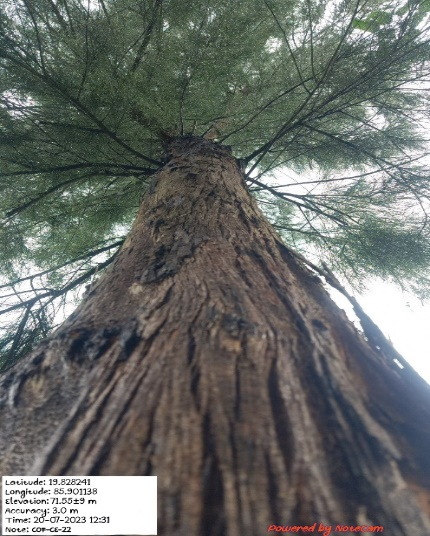 Latitude: 19.828241
Longitude: 85.901138
Elevation: 71.55±9 m
Accuracy: 3.0 m
Time: 20-07-2023 12:31
Note: COF-CE-22
Powered by NoteCam